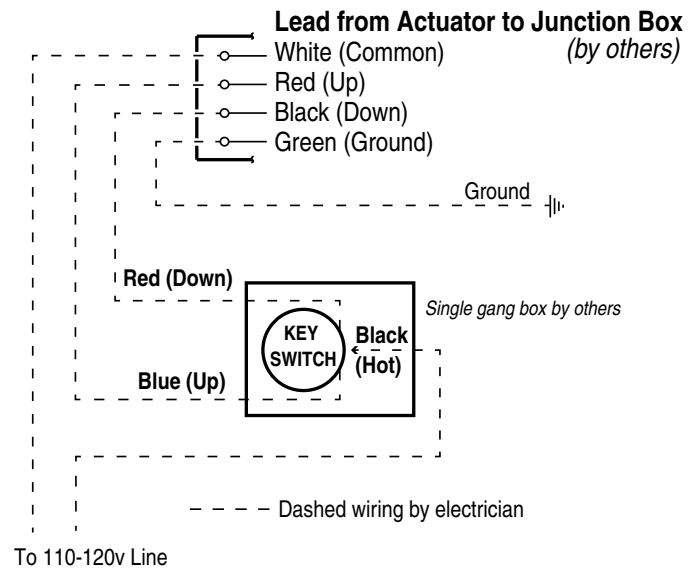 Lead from Actuator to Junction Box
White (Common)
(by others)
Red (Up)
Black (Down)
Green (Ground)
Ground
Red (Down)
Single gang box by others
KEY
SWITCH
Black
(Hot)
Blue (Up)
Dashed wiring by electrician
To 110-120v Line